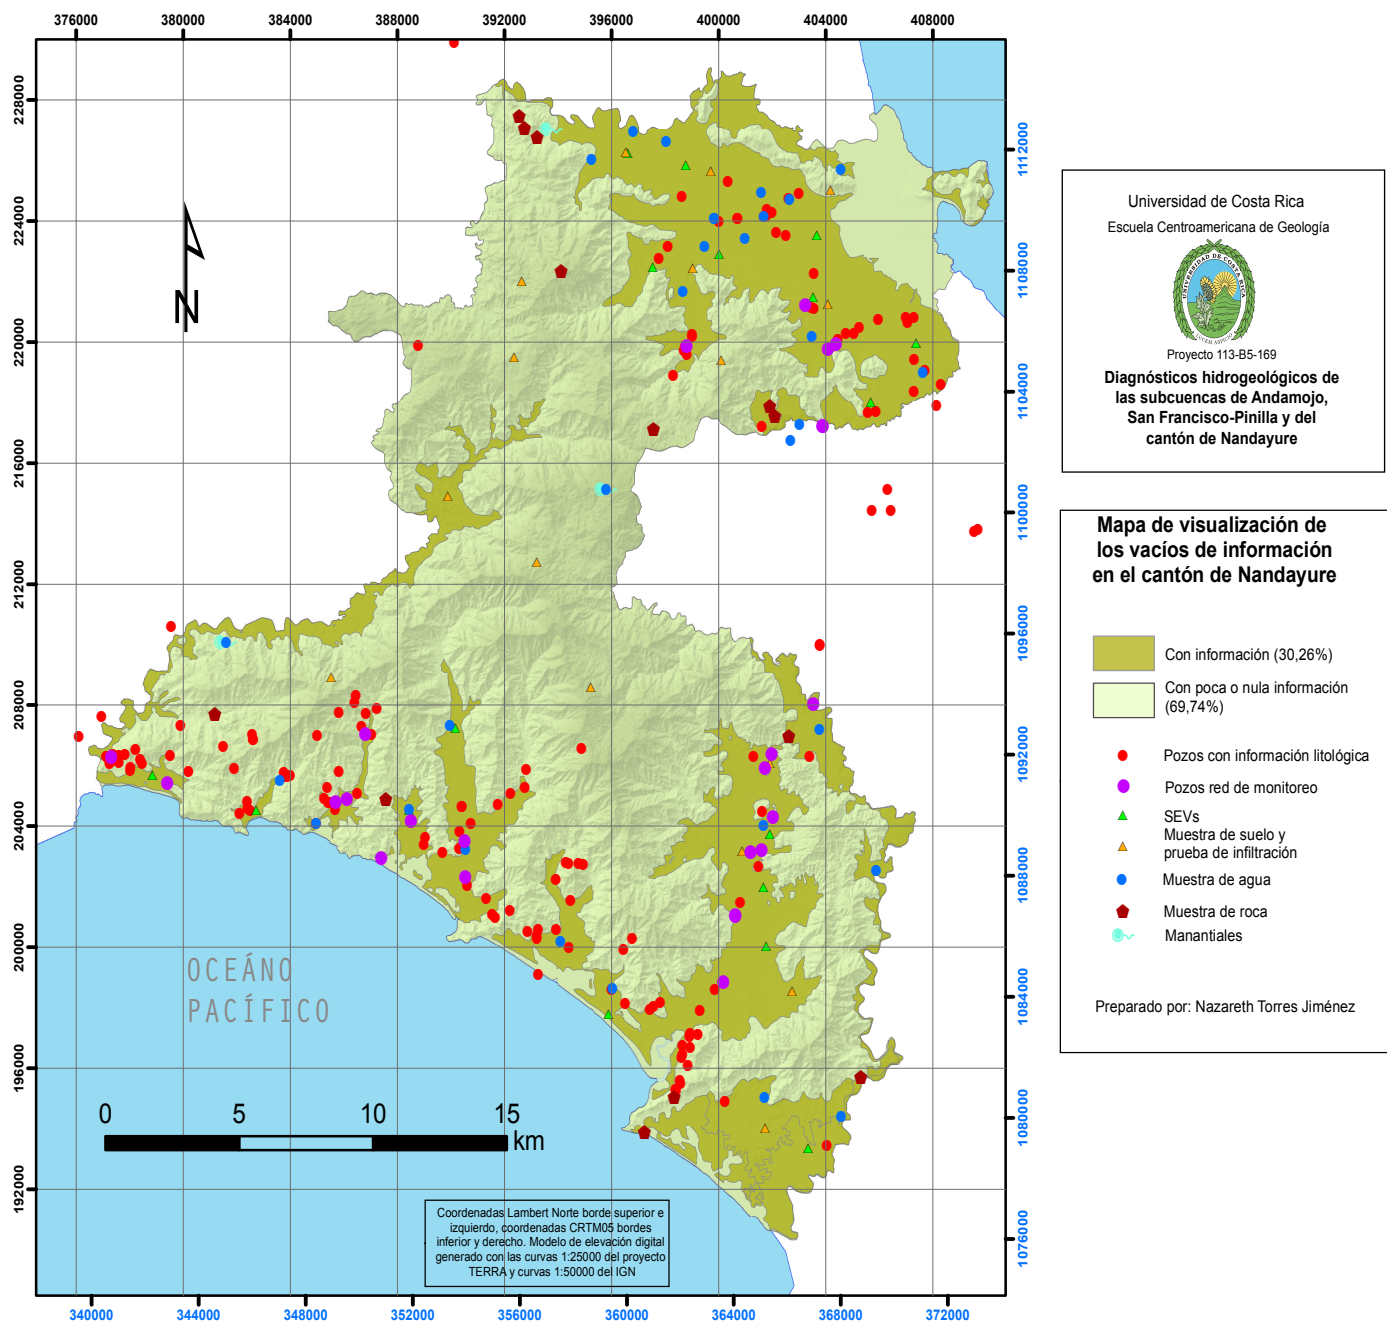 376000 380000 384000 388000 392000 396000 400000 404000 408000
228000
224000
220000
216000
212000
208000
204000
200000
196000
192000
1112000
1108000
1104000
1100000
1096000
1092000
1088000
1084000
1080000
1076000
N
OCEÁNO
PACÍFICO
0 5 10 15
km
Coordenadas Lambert Norte borde superior e
izquierdo, coordenadas CRTM05 bordes
inferior y derecho. Modelo de elevación digital
generado con las curvas 1:25000 del proyecto
TERRA y curvas 1:50000 del IGN
340000 344000 348000 352000 356000 360000 364000 368000 372000
Universidad de Costa Rica
Escuela Centroamericana de Geología
UNIVERSIDAD DE COSTA RICA
LUCEM ASPICIO
Proyecto 113-B5-169
Diagnósticos hidrogeológicos de
las subcuencas de Andamojo,
San Francisco-Pinilla y del
cantón de Nandayure
Mapa de visualización de
los vacíos de información
en el cantón de Nandayure
Con información (30,26%)
Con poca o nula información
(69,74%)
Pozos con información litológica
Pozos red de monitoreo
SEVs
Muestra de suelo y
prueba de infiltración
Muestra de agua
Muestra de roca
Manantiales
Preparado por: Nazareth Torres Jiménez